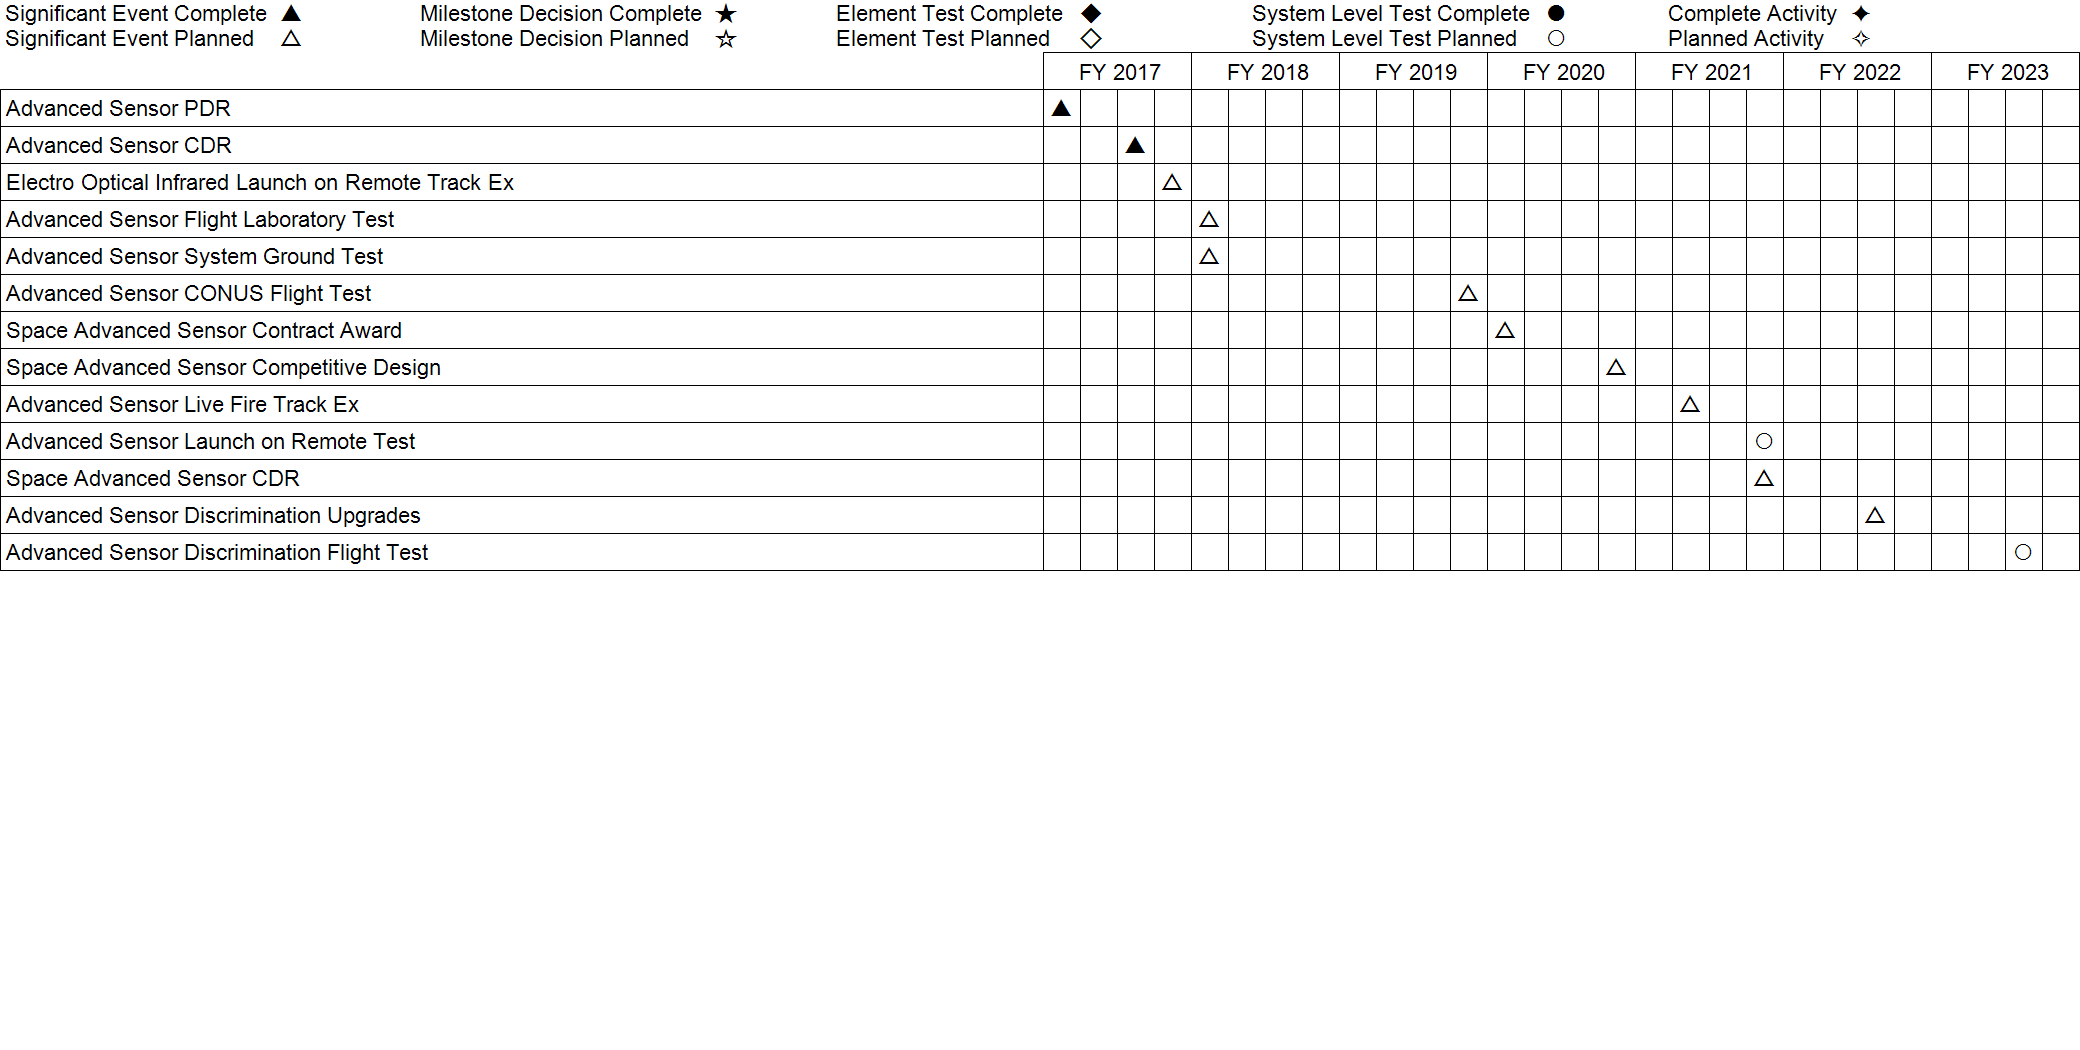 Significant Event Complete ▲ Milestone Decision Complete ★ Element Test Complete ◆ System Level Test Complete ● Complete Activity ✦
Significant Event Planned △ Milestone Decision Planned ☆ Element Test Planned ◇ System Level Test Planned ○ Planned Activity ✧
FY 2017 FY 2018 FY 2019 FY 2020 FY 2021 FY 2022 FY 2023
Advanced Sensor PDR ▲
Advanced Sensor CDR ▲
Electro Optical Infrared Launch on Remote Track Ex △
Advanced Sensor Flight Laboratory Test △
Advanced Sensor System Ground Test △
Advanced Sensor CONUS Flight Test △
Space Advanced Sensor Contract Award △
Space Advanced Sensor Competitive Design △
Advanced Sensor Live Fire Track Ex △
Advanced Sensor Launch on Remote Test ○
Space Advanced Sensor CDR △
Advanced Sensor Discrimination Upgrades △
Advanced Sensor Discrimination Flight Test ○